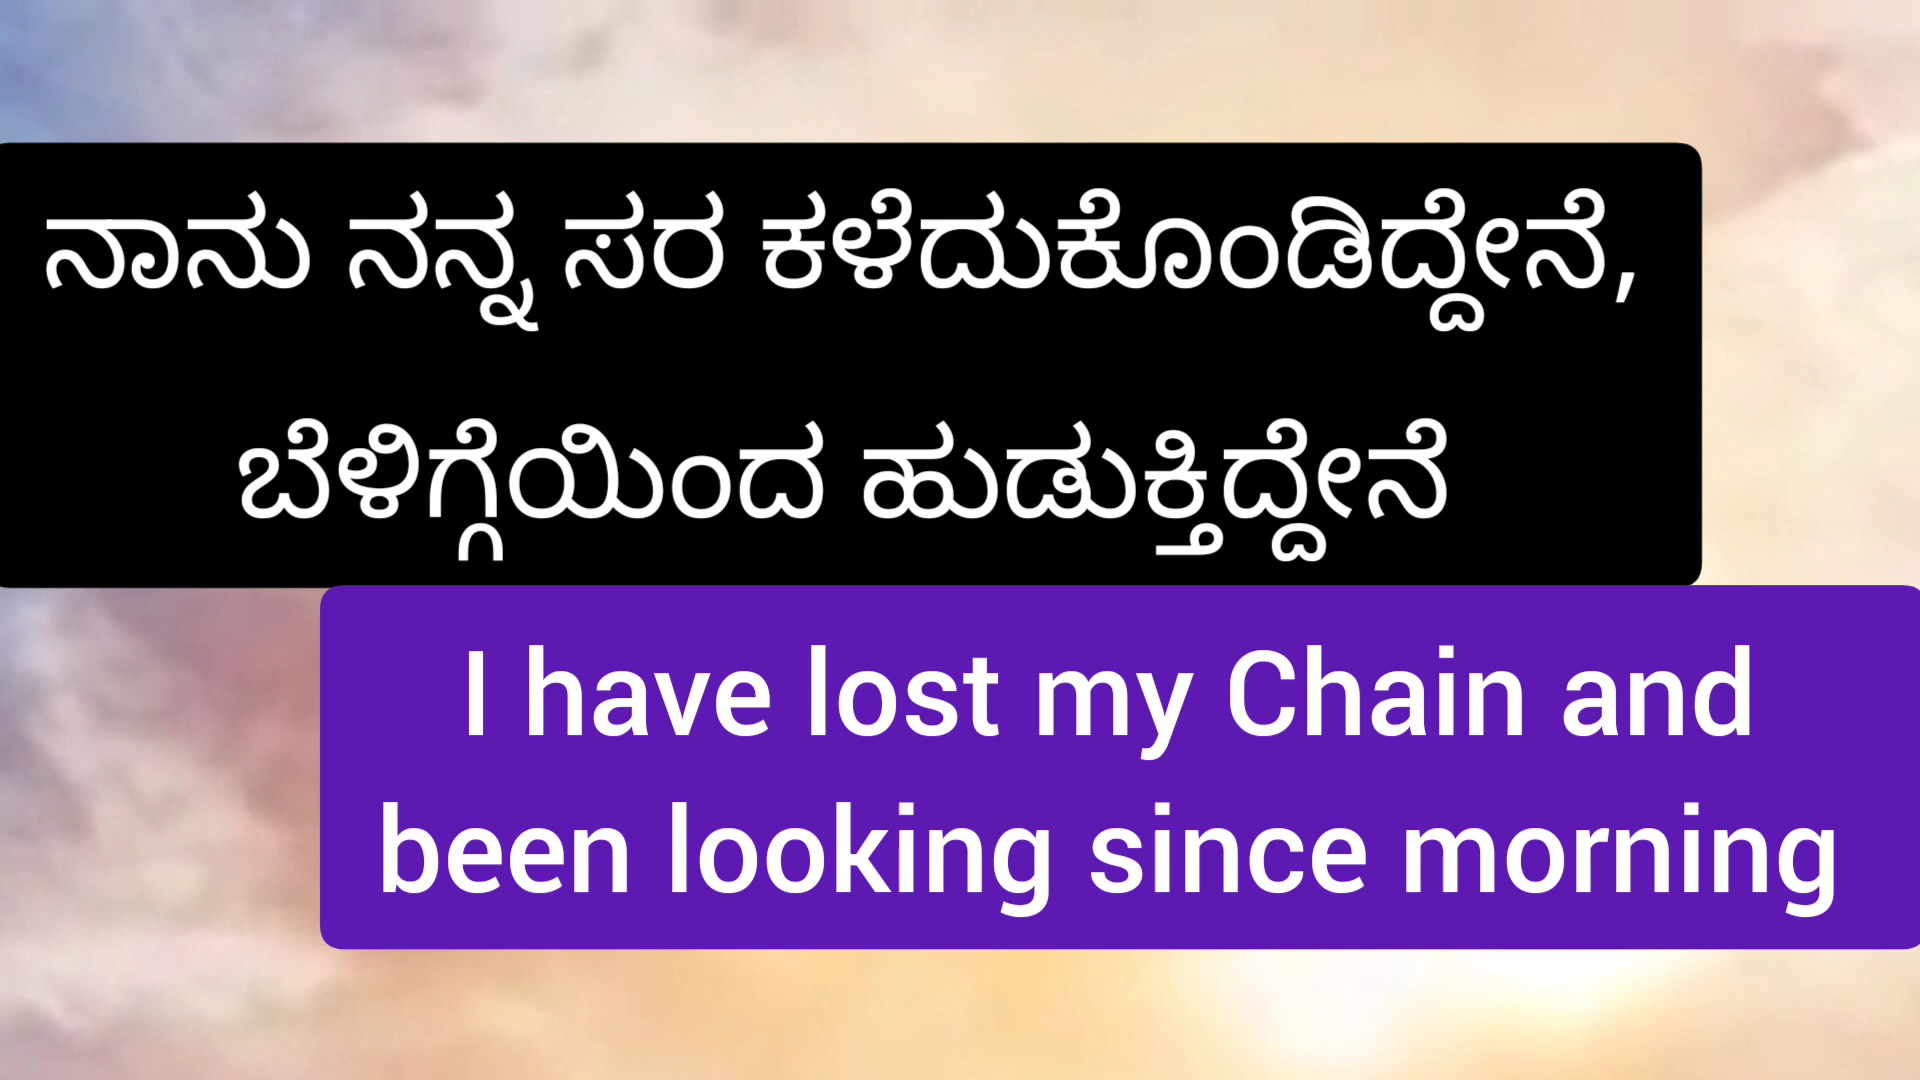 ನಾನು ನನ್ನ ಸರ ಕಳೆದುಕೊಂಡಿದ್ದೇನೆ,
ಬೆಳಿಗ್ಗೆಯಿಂದ ಹುಡುಕ್ತಿದ್ದೇನೆ
I have lost my Chain and
been looking since morning